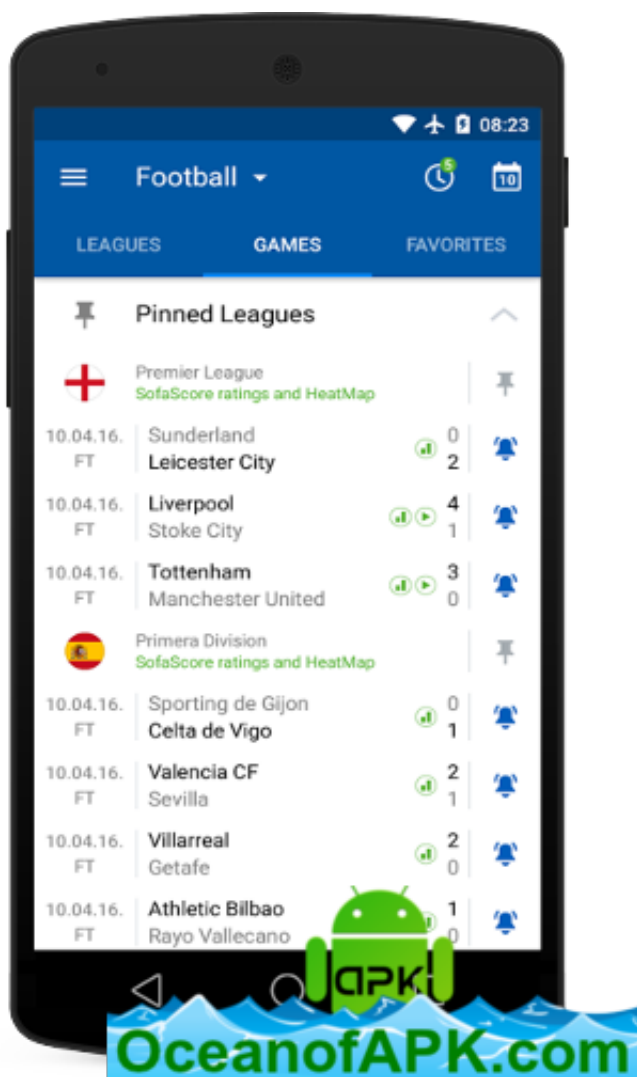 08:23
Football
5
10
LEAGUES GAMES FAVORITES
Pinned Leagues
Premier League
SofaScore ratings and HeatMap
10.04.16. Sunderland 0
FT Leicester City 2
10.04.16. Liverpool 4
FT Stoke City 1
10.04.16. Tottenham 3
FT Manchester United 0
Primera Division
SofaScore ratings and HeatMap
10.04.16. Sporting de Gijon 0
FT Celta de Vigo 1
10.04.16. Valencia CF 2
FT Sevilla 1
10.04.16. Villarreal 2
FT Getafe 0
10.04.16. Athletic Bilbao 1
FT Rayo Vallecano 0
APK
OceanofAPK.com